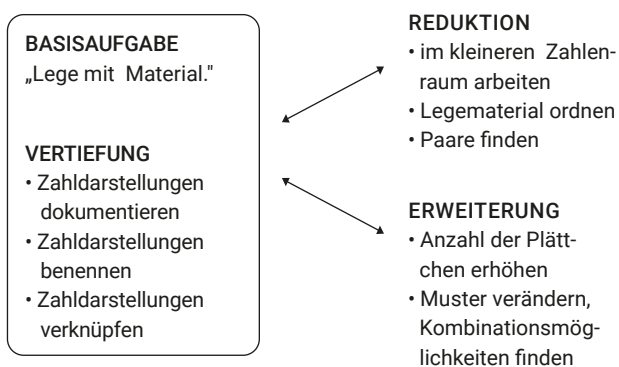 BASISAUFGABE
„Lege mit Material."
VERTIEFUNG
• Zahldarstellungen
dokumentieren
• Zahldarstellungen
benennen
• Zahldarstellungen
verknüpfen
REDUKTION
• im kleineren Zahlen-
raum arbeiten
• Legematerial ordnen
• Paare finden
ERWEITERUNG
• Anzahl der Plätt-
chen erhöhen
• Muster verändern,
Kombinationsmög-
lichkeiten finden